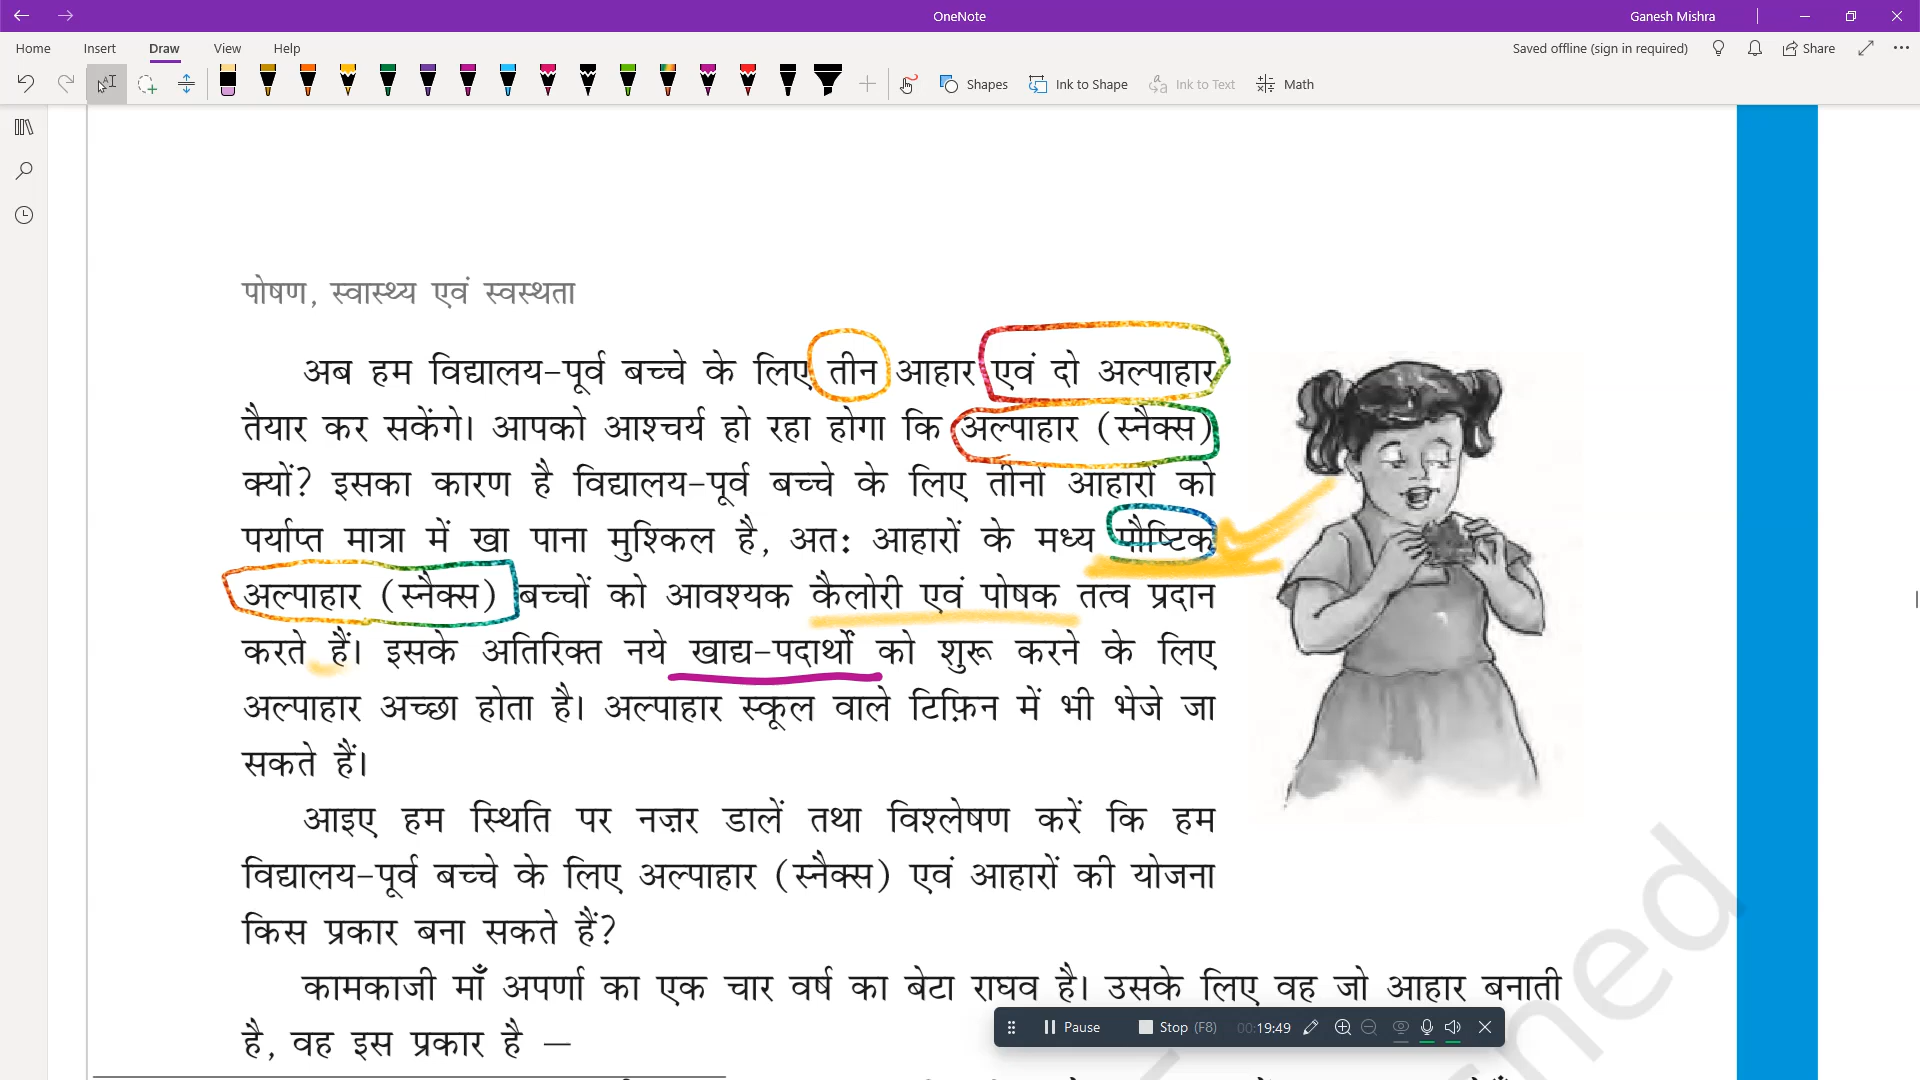 OneNote
Ganesh Mishra
Home Insert Draw View Help
Saved offline (sign in required) Share
Shapes Ink to Shape Ink to Text Math
पोषण, स्वास्थ्य एवं स्वस्थता
अब हम विद्यालय-पूर्व बच्चे के लिए तीन आहार एवं दो अल्पाहार
तैयार कर सकेंगे। आपको आश्चर्य हो रहा होगा कि अल्पाहार (स्नैक्स)
क्यों? इसका कारण है विद्यालय-पूर्व बच्चे के लिए तीनों आहारों को
पर्याप्त मात्रा में खा पाना मुश्किल है, अतः आहारों के मध्य पौष्टिक
अल्पाहार (स्नैक्स) बच्चों को आवश्यक कैलोरी एवं पोषक तत्व प्रदान
करते हैं। इसके अतिरिक्त नये खाद्य-पदार्थों को शुरू करने के लिए
अल्पाहार अच्छा होता है। अल्पाहार स्कूल वाले टिफ़िन में भी भेजे जा
सकते हैं।
आइए हम स्थिति पर नज़र डालें तथा विश्लेषण करें कि हम
विद्यालय-पूर्व बच्चे के लिए अल्पाहार (स्नैक्स) एवं आहारों की योजना
किस प्रकार बना सकते हैं?
कामकाजी माँ अपर्णा का एक चार वर्ष का बेटा राघव है। उसके लिए वह जो आहार बनाती
है, वह इस प्रकार है —
Pause Stop (F8) 00:19:49